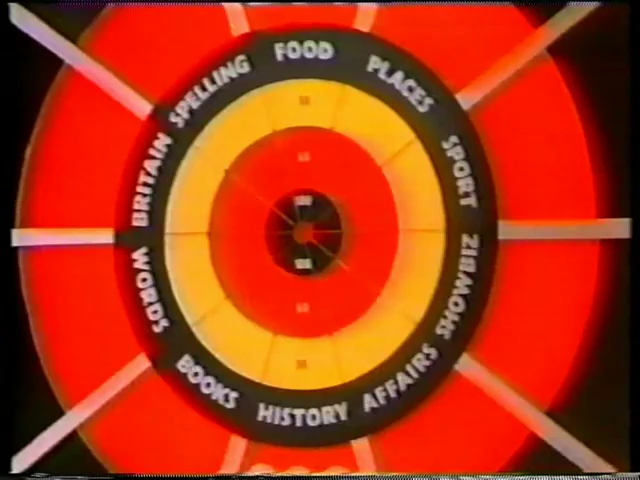 FOOD
PLACES
SPORT
SHOWBIZ
AFFAIRS
HISTORY
BOOKS
WORDS
BRITAIN
SPELLING